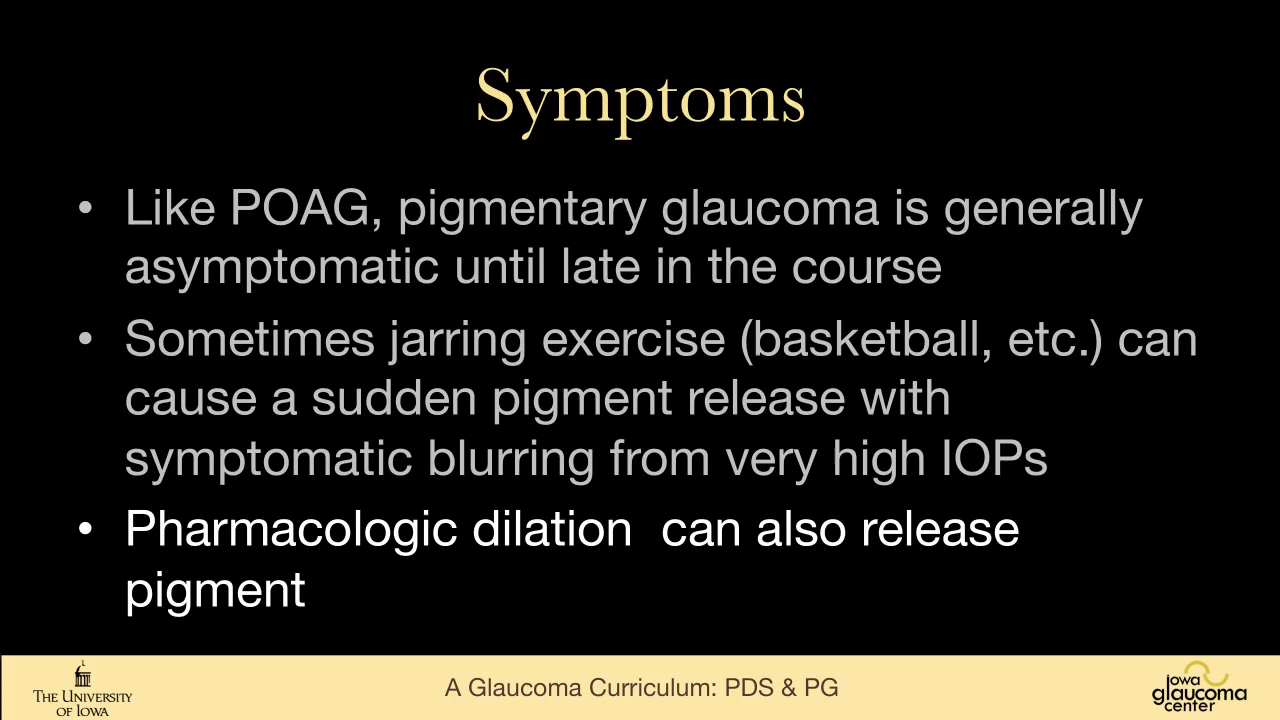 Symptoms
• Like POAG, pigmentary glaucoma is generally
asymptomatic until late in the course
• Sometimes jarring exercise (basketball, etc.) can
cause a sudden pigment release with
symptomatic blurring from very high IOPs
• Pharmacologic dilation  can also release
pigment
THE UNIVERSITY
OF IOWA
A Glaucoma Curriculum: PDS & PG
Iowa
glaucoma
center